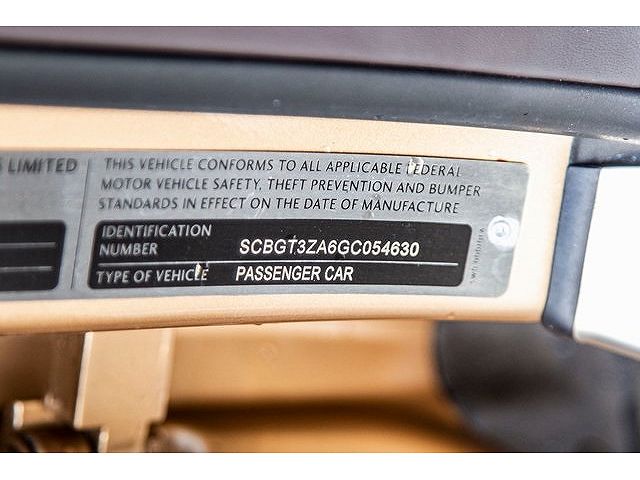 LIMITED
THIS VEHICLE CONFORMS TO ALL APPLICABLE FEDERAL
MOTOR VEHICLE SAFETY, THEFT PREVENTION AND BUMPER
STANDARDS IN EFFECT ON THE DATE OF MANUFACTURE
IDENTIFICATION
NUMBER SCBGT3ZA6GC054630
TYPE OF VEHICLE PASSENGER CAR